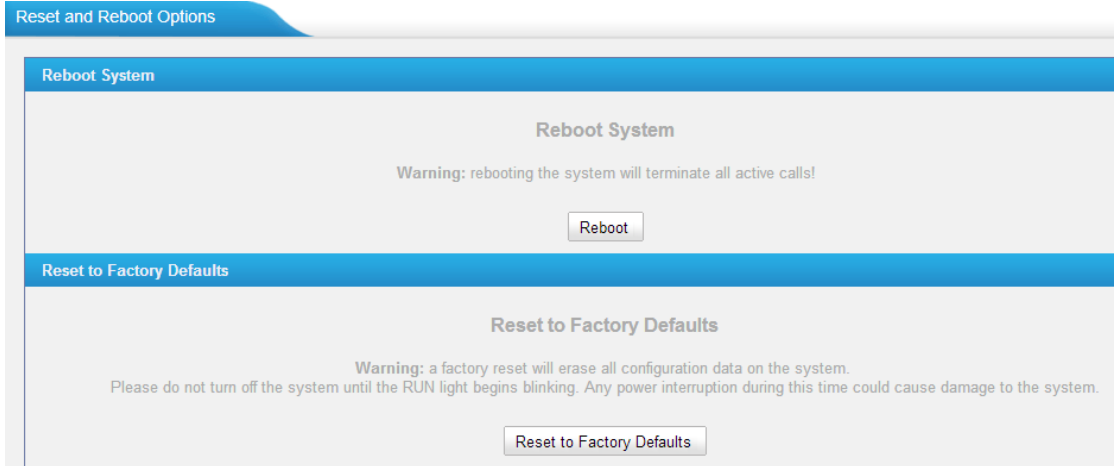 Reset and Reboot Options
Reboot System
Reboot System
Warning: rebooting the system will terminate all active calls!
Reboot
Reset to Factory Defaults
Reset to Factory Defaults
Warning: a factory reset will erase all configuration data on the system.
Please do not turn off the system until the RUN light begins blinking. Any power interruption during this time could cause damage to the system.
Reset to Factory Defaults